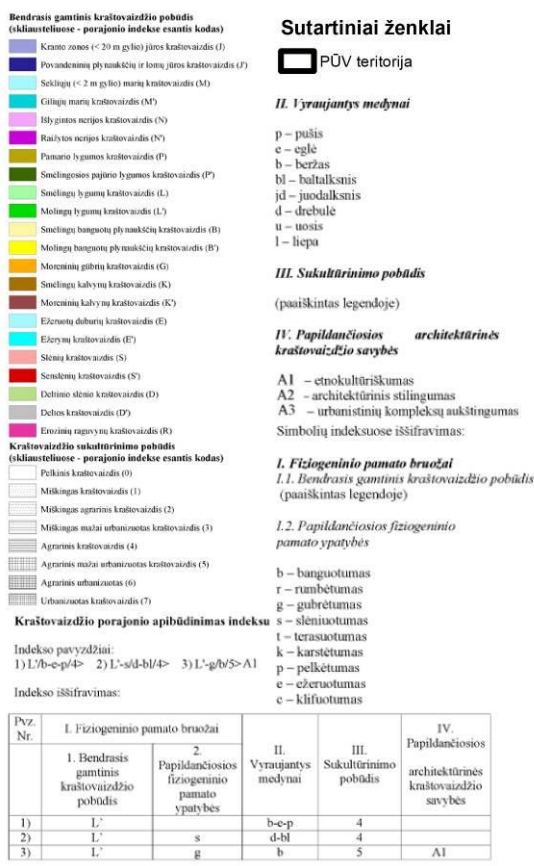 Bendrasis gamtinis kraštovaizdžio pobūdis
(skliausteliuose - porajonio indekse esantis kodas)
Kranto zonos (< 20 m gylio) jūros kraštovaizdis (J)
Povandeninių plynaukščių ir lomų jūros kraštovaizdis (J')
Sekliųjų (< 2 m gylio) marių kraštovaizdis (M)
Giliųjų marių kraštovaizdis (M')
Išlygintos nerijos kraštovaizdis (N)
Raižytos nerijos kraštovaizdis (N')
Pamario lygumos kraštovaizdis (P)
Smėlingosios pajūrio lygumos kraštovaizdis (P')
Smėlingų lygumų kraštovaizdis (L)
Molingų lygumų kraštovaizdis (L')
Smėlingų banguotų plynaukščių kraštovaizdis (B)
Molingų banguotų plynaukščių kraštovaizdis (B')
Moreninių gūbrių kraštovaizdis (G)
Smėlingų kalvynų kraštovaizdis (K)
Moreninių kalvynų kraštovaizdis (K')
Ežeruotų duburių kraštovaizdis (E)
Ežerynų kraštovaizdis (E')
Slėnių kraštovaizdis (S)
Senslėnių kraštovaizdis (S')
Deltinio slėnio kraštovaizdis (D)
Deltos kraštovaizdis (D')
Erozinių raguvynų kraštovaizdis (R)
Kraštovaizdžio sukultūrinimo pobūdis
(skliausteliuose - porajonio indekse esantis kodas)
Pelkinis kraštovaizdis (0)
Miškingas kraštovaizdis (1)
Miškingas agrarinis kraštovaizdis (2)
Miškingas mažai urbanizuotas kraštovaizdis (3)
Agrarinis kraštovaizdis (4)
Agrarinis mažai urbanizuotas kraštovaizdis (5)
Agrarinis urbanizuotas (6)
Urbanizuotas kraštovaizdis (7)
Kraštovaizdžio porajonio apibūdinimas indeksu
Indekso pavyzdžiai:
1) L'/b-e-p/4> 2) L'-s/d-bl/4> 3) L'-g/b/5>A1
Indekso iššifravimas:
Sutartiniai ženklai
PŪV teritorija
II. Vyraujantys medynai
p – pušis
e – eglė
b – beržas
bl – baltalksnis
jd – juodalksnis
d – drebulė
u – uosis
l – liepa
III. Sukultūrinimo pobūdis
(paaiškintas legendoje)
IV. Papildančiosios architektūrinės
kraštovaizdžio savybės
A1 – etnokultūriškumas
A2 – architektūrinis stilingumas
A3 – urbanistinių kompleksų aukštingumas
Simbolių indeksuose iššifravimas:
I. Fiziogeninio pamato bruožai
I.1. Bendrasis gamtinis kraštovaizdžio pobūdis
(paaiškintas legendoje)
I.2. Papildančiosios fiziogeninio
pamato ypatybės
b – banguotumas
r – rumbėtumas
g – gubrėtumas
s – slėniuotumas
t – terasuotumas
k – karstėtumas
p – pelkėtumas
e – ežeruotumas
c – klifuotumas
Pvz. Nr.
I. Fiziogeninio pamato bruožai
1. Bendrasis gamtinis kraštovaizdžio pobūdis
2. Papildančiosios fiziogeninio pamato ypatybės
II. Vyraujantys medynai
III. Sukultūrinimo pobūdis
IV. Papildančiosios architektūrinės kraštovaizdžio savybės
1) L` b-e-p 4
2) L` s d-bl 4
3) L` g b 5 A1